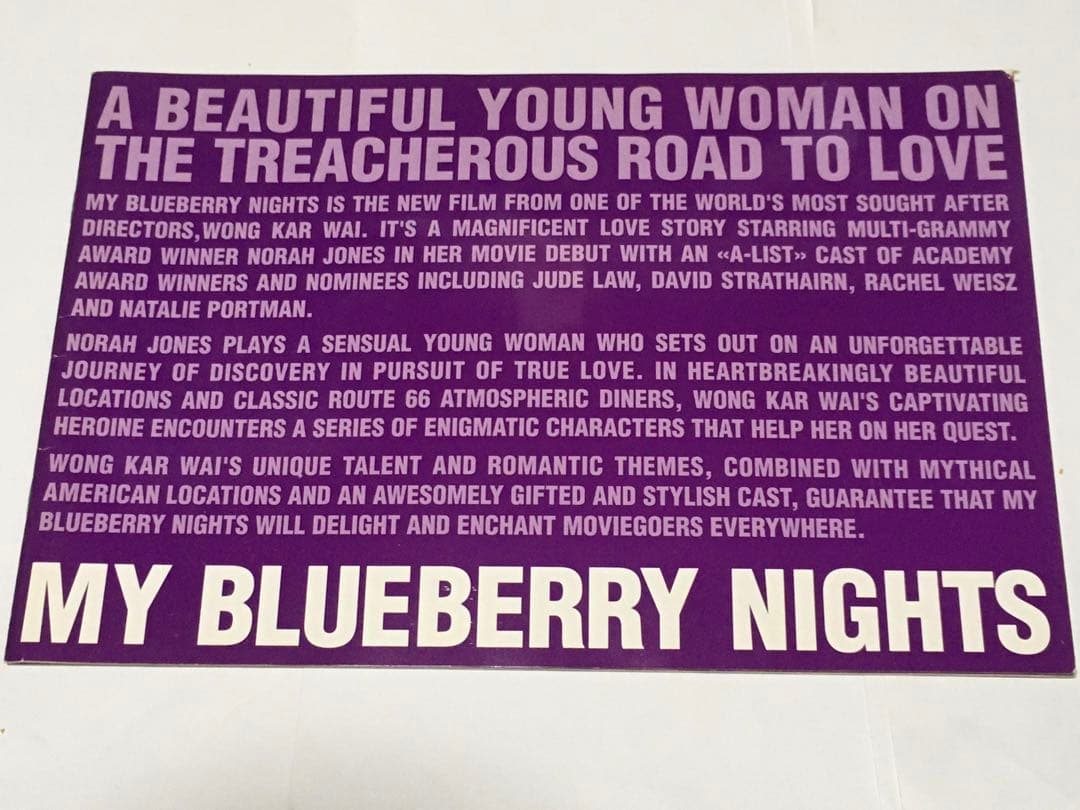 A BEAUTIFUL YOUNG WOMAN ON
THE TREACHEROUS ROAD TO LOVE
MY BLUEBERRY NIGHTS IS THE NEW FILM FROM ONE OF THE WORLD'S MOST SOUGHT AFTER
DIRECTORS,WONG KAR WAI. IT'S A MAGNIFICENT LOVE STORY STARRING MULTI-GRAMMY
AWARD WINNER NORAH JONES IN HER MOVIE DEBUT WITH AN «A-LIST» CAST OF ACADEMY
AWARD WINNERS AND NOMINEES INCLUDING JUDE LAW, DAVID STRATHAIRN, RACHEL WEISZ
AND NATALIE PORTMAN.
NORAH JONES PLAYS A SENSUAL YOUNG WOMAN WHO SETS OUT ON AN UNFORGETTABLE
JOURNEY OF DISCOVERY IN PURSUIT OF TRUE LOVE. IN HEARTBREAKINGLY BEAUTIFUL
LOCATIONS AND CLASSIC ROUTE 66 ATMOSPHERIC DINERS, WONG KAR WAI'S CAPTIVATING
HEROINE ENCOUNTERS A SERIES OF ENIGMATIC CHARACTERS THAT HELP HER ON HER QUEST.
WONG KAR WAI'S UNIQUE TALENT AND ROMANTIC THEMES, COMBINED WITH MYTHICAL
AMERICAN LOCATIONS AND AN AWESOMELY GIFTED AND STYLISH CAST, GUARANTEE THAT MY
BLUEBERRY NIGHTS WILL DELIGHT AND ENCHANT MOVIEGOERS EVERYWHERE.
MY BLUEBERRY NIGHTS